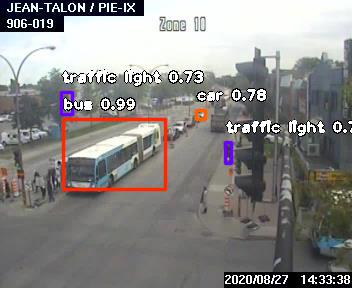 JEAN-TALON / PIE-IX
906-019
Zone 10
traffic light 0.73
bus 0.99
car 0.78
traffic light 0.7
2020/08/27 14:33:38